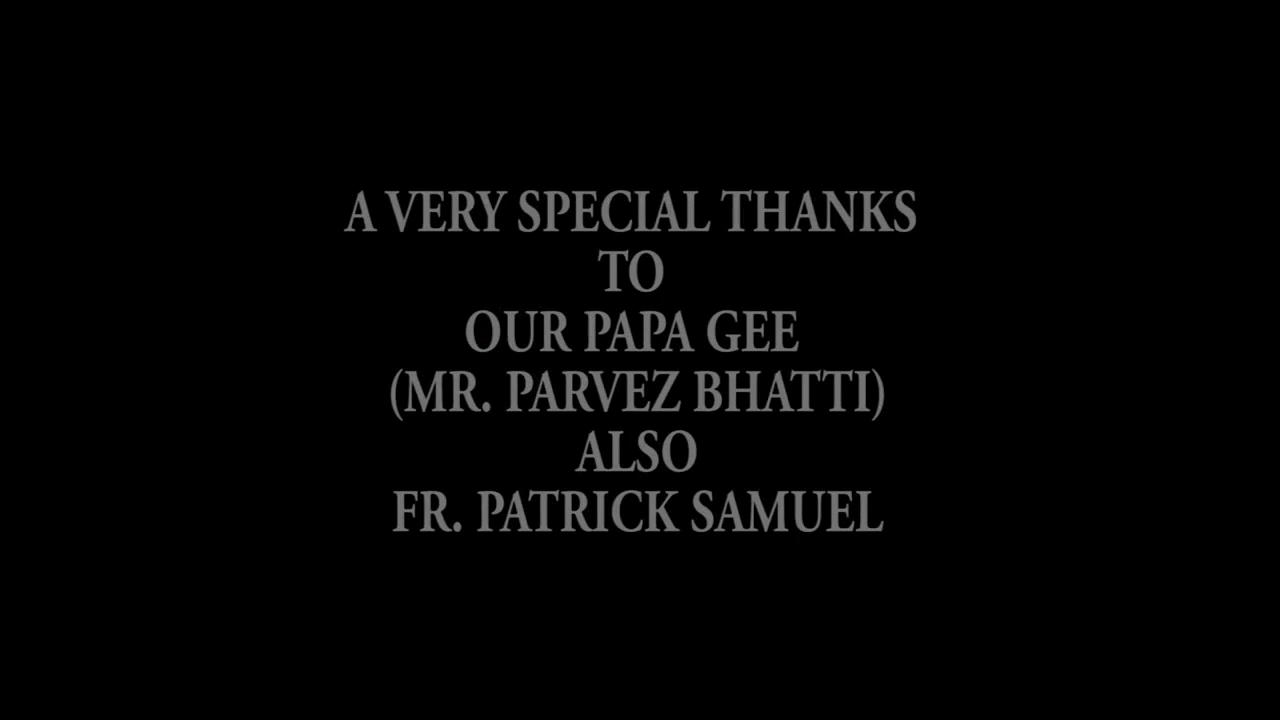 A VERY SPECIAL THANKS
TO
OUR PAPA GEE
(MR. PARVEZ BHATTI)
ALSO
FR. PATRICK SAMUEL